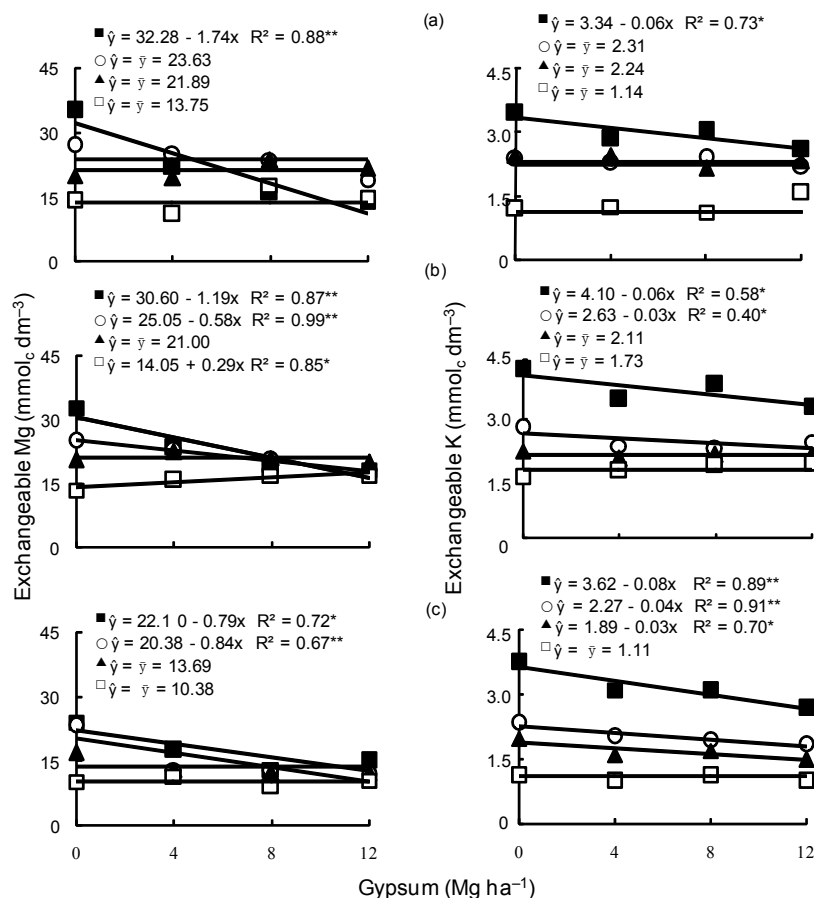 (a)
ŷ = 32.28 - 1.74x R² = 0.88**
ŷ = ȳ = 23.63
ŷ = ȳ = 21.89
ŷ = ȳ = 13.75
45
30
15
0
ŷ = 3.34 - 0.06x R² = 0.73*
ŷ = ȳ = 2.31
ŷ = ȳ = 2.24
ŷ = ȳ = 1.14
4.5
3.0
1.5
0
(b)
ŷ = 30.60 - 1.19x R² = 0.87**
ŷ = 25.05 - 0.58x R² = 0.99**
ŷ = ȳ = 21.00
ŷ = 14.05 + 0.29x R² = 0.85*
45
30
15
0
Exchangeable Mg (mmolc dm⁻³)
ŷ = 4.10 - 0.06x R² = 0.58*
ŷ = 2.63 - 0.03x R² = 0.40*
ŷ = ȳ = 2.11
ŷ = ȳ = 1.73
4.5
3.0
1.5
0
Exchangeable K (mmolc dm⁻³)
(c)
ŷ = 22.1 0 - 0.79x R² = 0.72*
ŷ = 20.38 - 0.84x R² = 0.67**
ŷ = ȳ = 13.69
ŷ = ȳ = 10.38
45
30
15
0
0 4 8 12
ŷ = 3.62 - 0.08x R² = 0.89**
ŷ = 2.27 - 0.04x R² = 0.91**
ŷ = 1.89 - 0.03x R² = 0.70*
ŷ = ȳ = 1.11
4.5
3.0
1.5
0
0 4 8 12
Gypsum (Mg ha⁻¹)